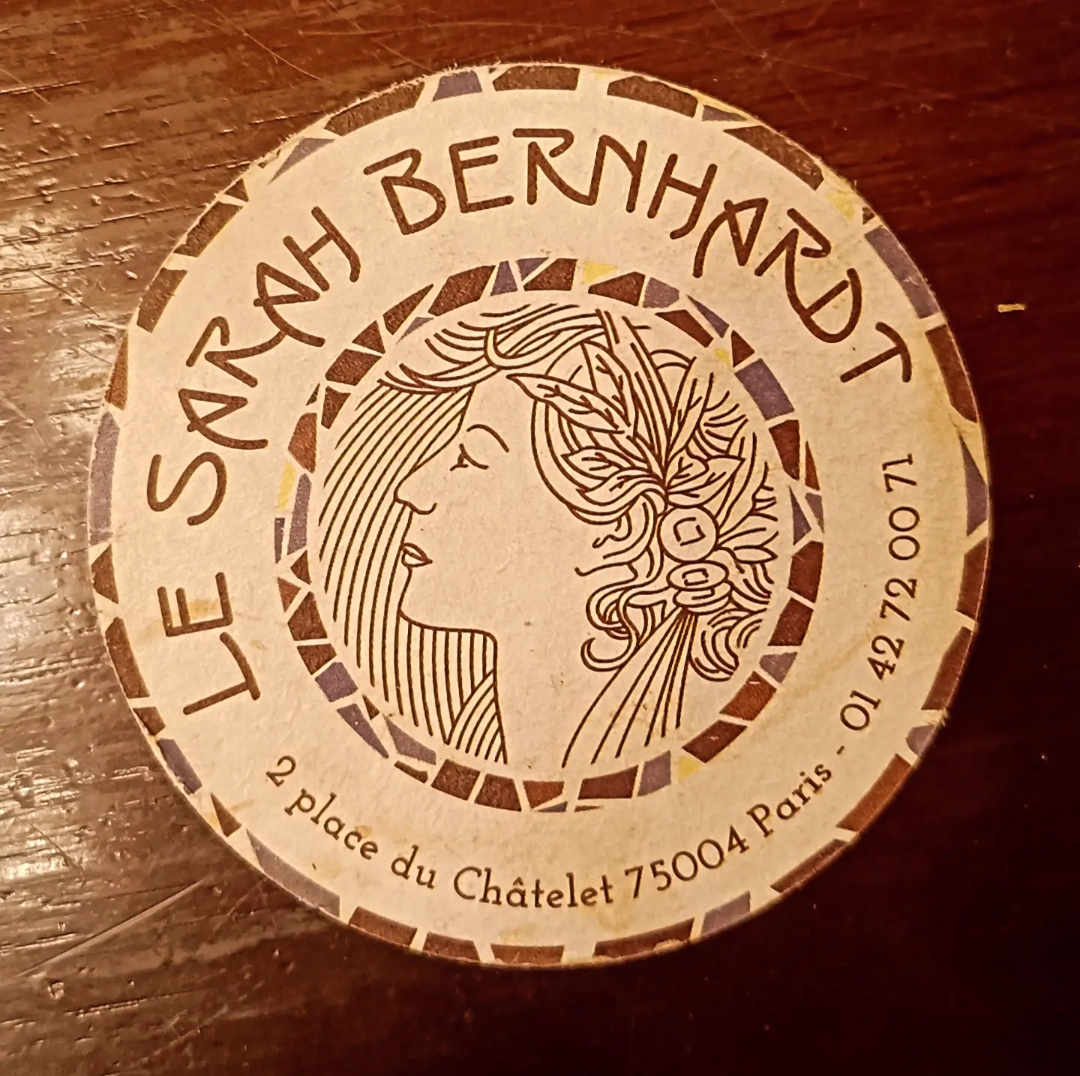 LE SARAH BERNHARDT
2 place du Châtelet 75004 Paris - 01 42 72 00 71